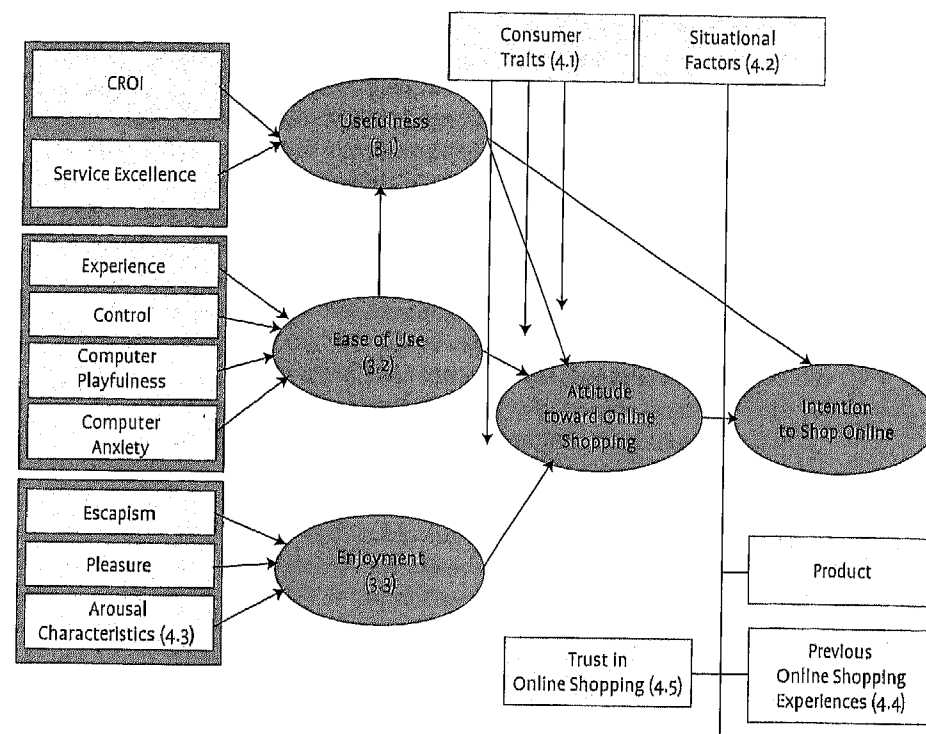 Consumer
Traits (4.1)
Situational
Factors (4.2)
CROI
Service Excellence
Usefulness
(3.1)
Experience
Control
Computer
Playfulness
Computer
Anxiety
Ease of Use
(3.2)
Attitude
toward Online
Shopping
Intention
to Shop Online
Escapism
Pleasure
Arousal
Characteristics (4.3)
Enjoyment
(3.3)
Product
Trust in
Online Shopping (4.5)
Previous
Online Shopping
Experiences (4.4)